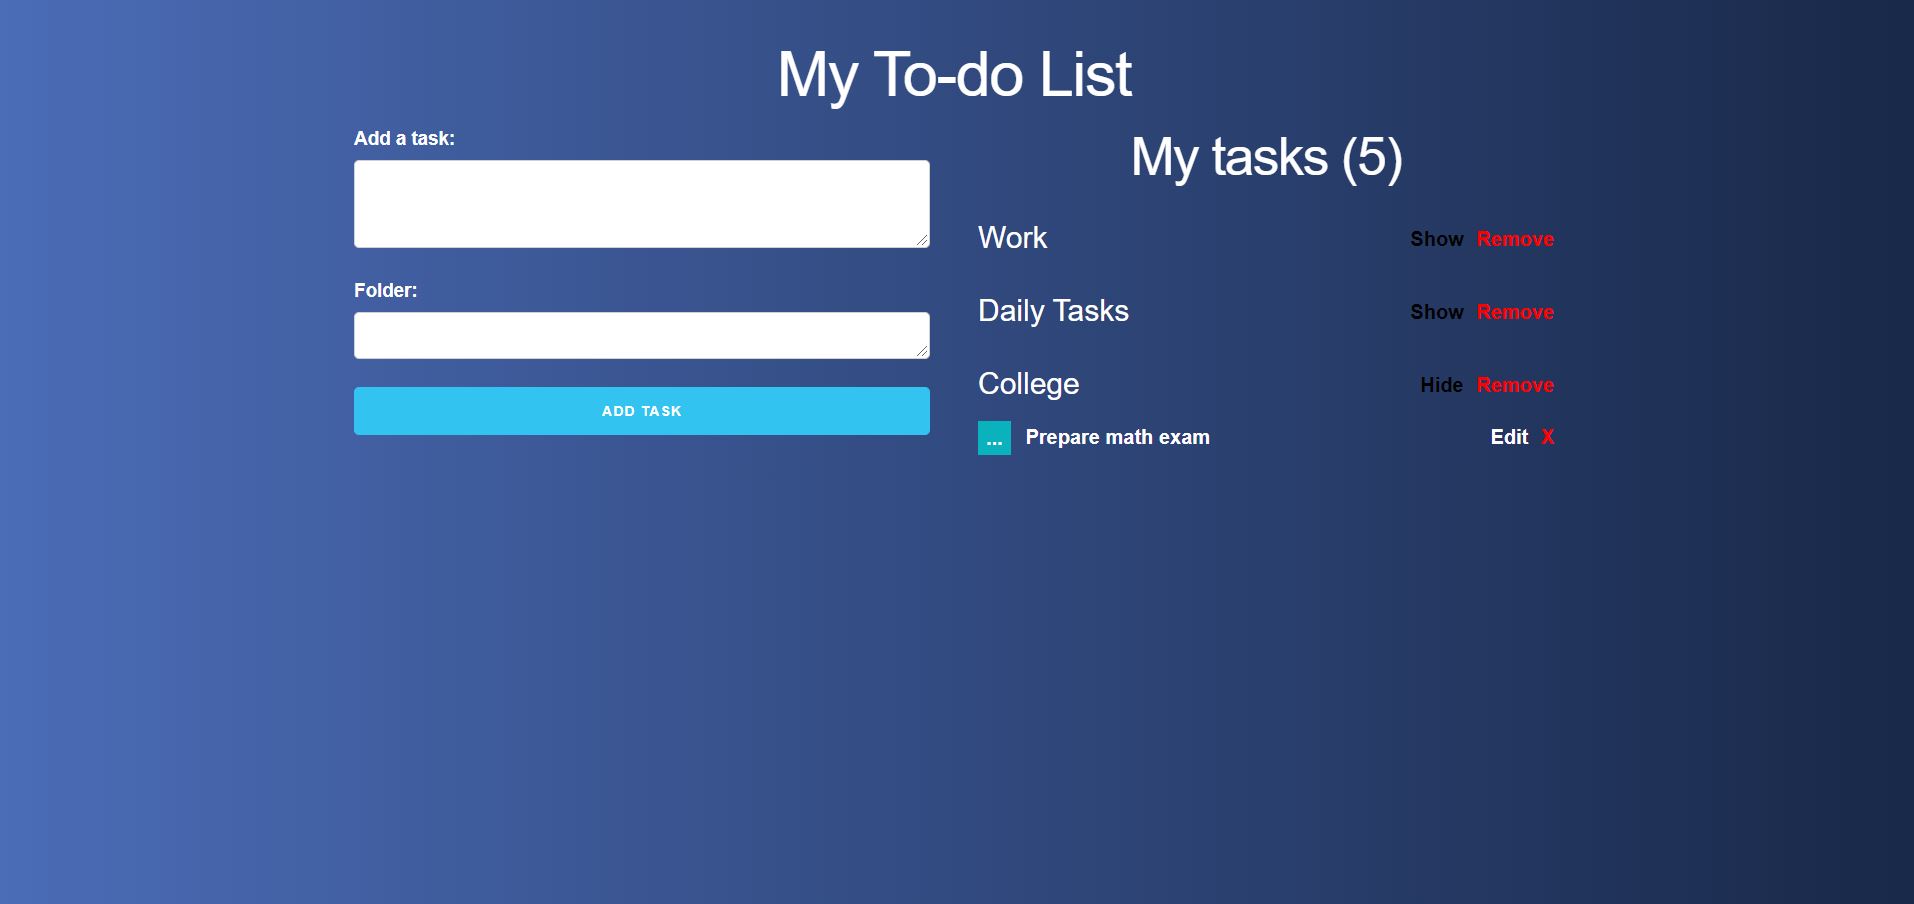 My To-do List
Add a task:
Folder:
ADD TASK
My tasks (5)
Work Show Remove
Daily Tasks Show Remove
College Hide Remove
... Prepare math exam Edit X